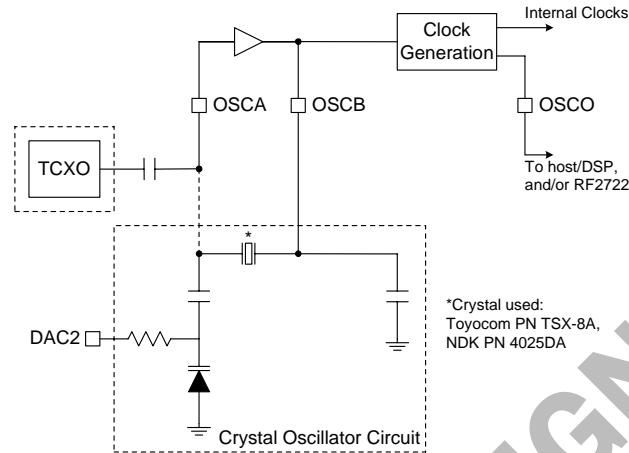 Internal Clocks
Clock
Generation
OSCA
OSCB
OSCO
TCXO
To host/DSP,
and/or RF2722
*
*Crystal used:
Toyocom PN TSX-8A,
NDK PN 4025DA
DAC2
Crystal Oscillator Circuit
IGN